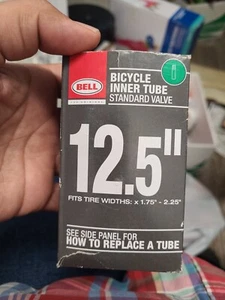 BELL
BICYCLE
INNER TUBE
STANDARD VALVE
12.5"
FITS TIRE WIDTHS: x 1.75" - 2.25"
SEE SIDE PANEL FOR
HOW TO REPLACE A TUBE